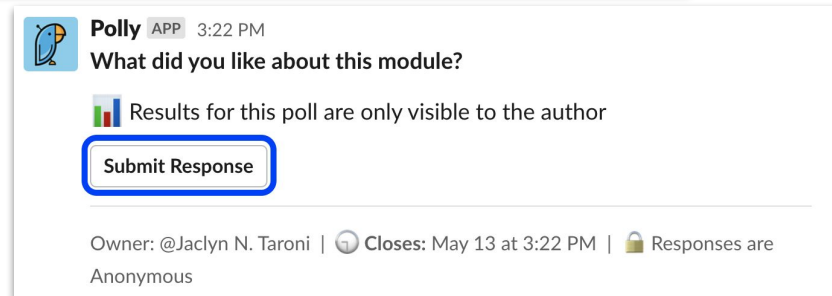 Polly APP 3:22 PM
What did you like about this module?
Results for this poll are only visible to the author
Submit Response
Owner: @Jaclyn N. Taroni | Closes: May 13 at 3:22 PM | Responses are
Anonymous